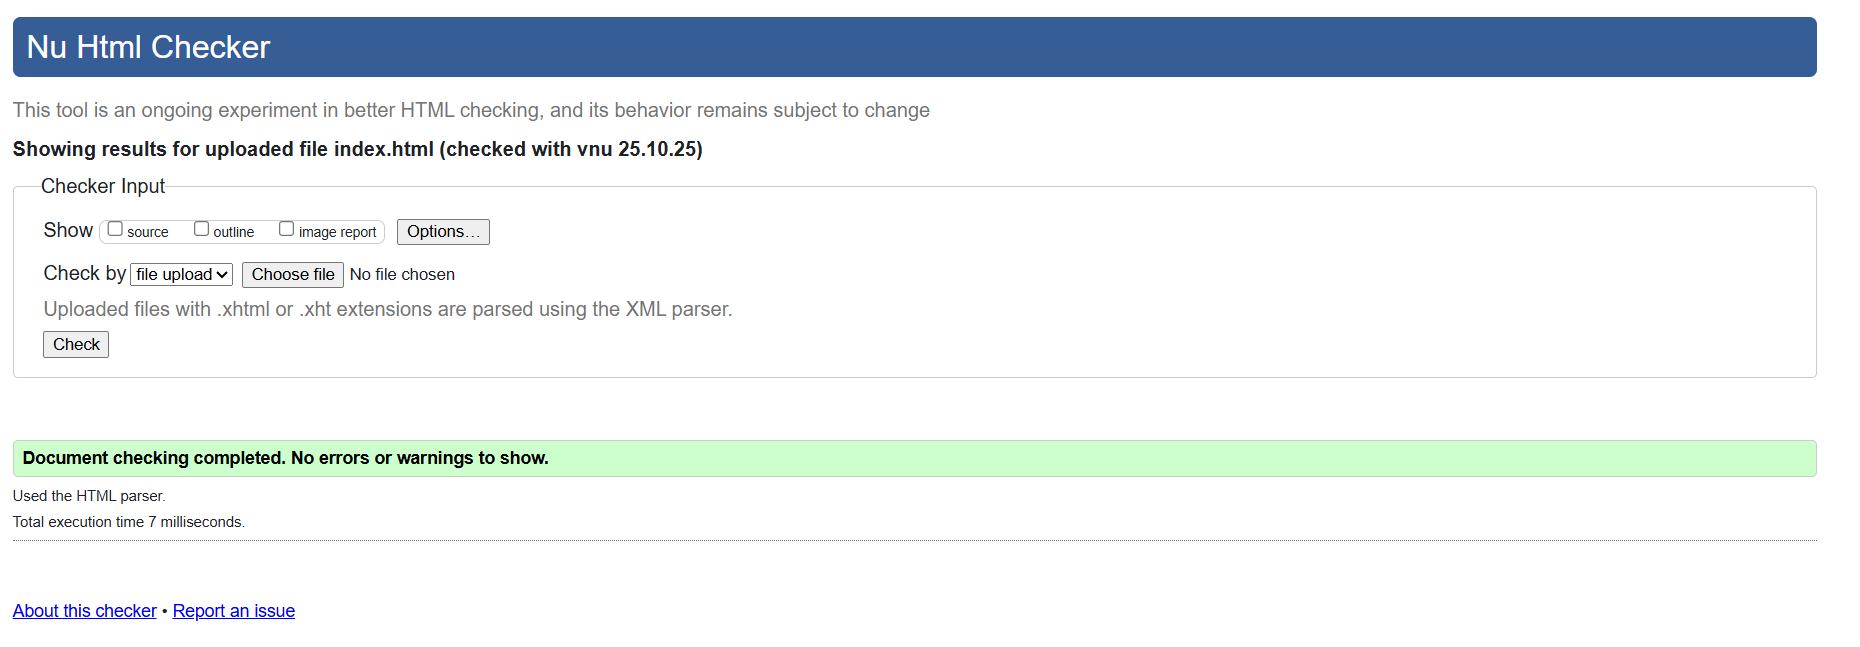 Nu Html Checker
This tool is an ongoing experiment in better HTML checking, and its behavior remains subject to change
Showing results for uploaded file index.html (checked with vnu 25.10.25)
Checker Input
Show source outline image report Options...
Check by file upload Choose file No file chosen
Uploaded files with .xhtml or .xht extensions are parsed using the XML parser.
Check
Document checking completed. No errors or warnings to show.
Used the HTML parser.
Total execution time 7 milliseconds.
About this checker • Report an issue